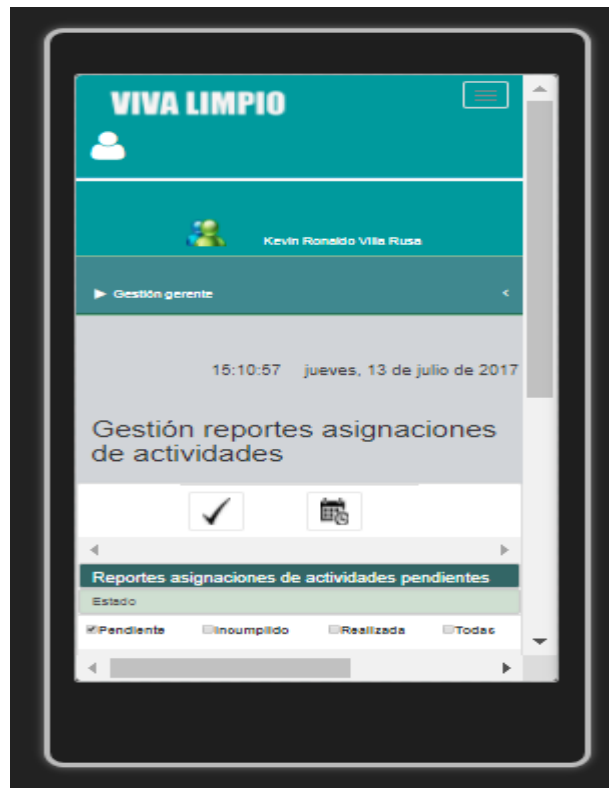 VIVA LIMPIO
Kevin Ronaldo Villa Rusa
Gestión gerente
15:10:57 jueves, 13 de julio de 2017
Gestión reportes asignaciones
de actividades
Reportes asignaciones de actividades pendientes
Estado
Pendiente Incumplido Realizada Todas